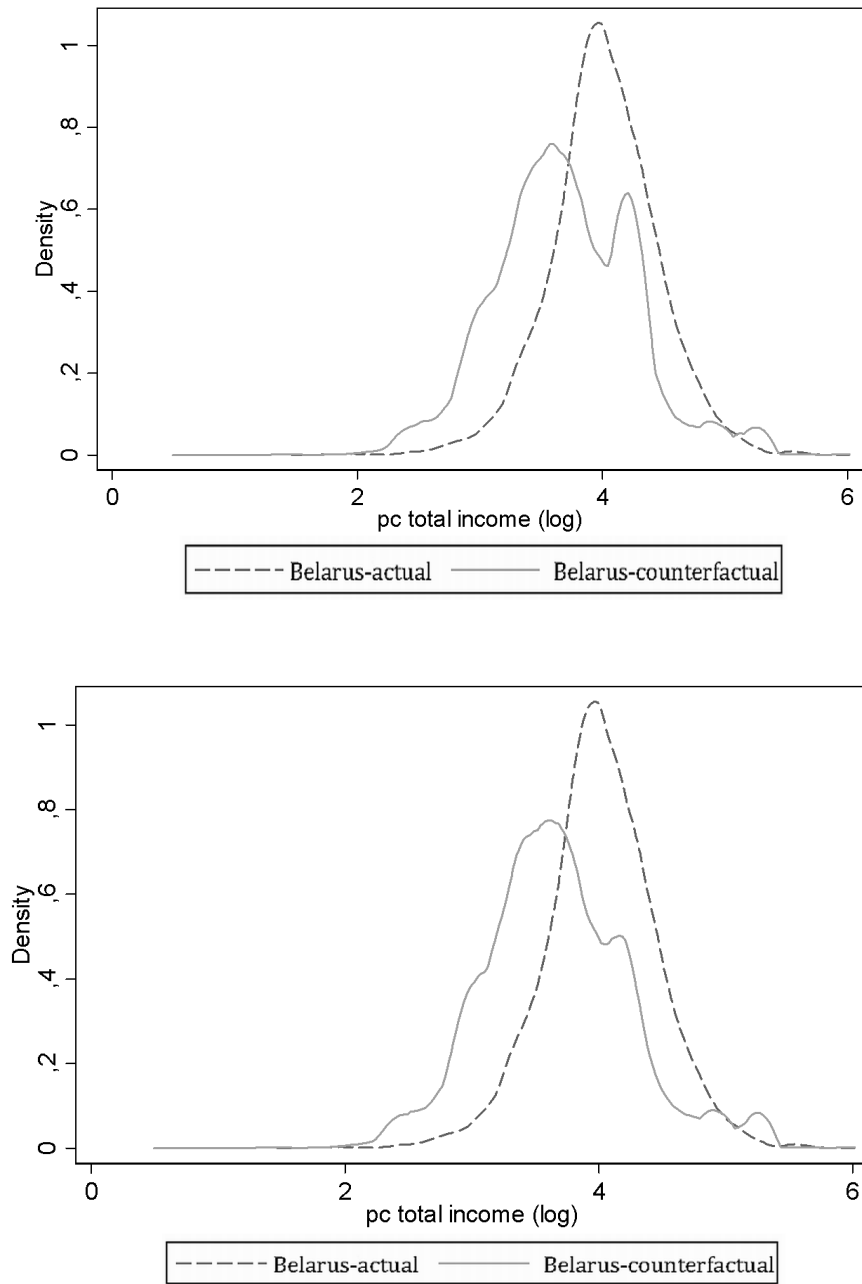 1
,8
,6
,4
,2
0
Density
0 2 4 6
pc total income (log)
Belarus-actual Belarus-counterfactual
1
,8
,6
,4
,2
0
Density
0 2 4 6
pc total income (log)
Belarus-actual Belarus-counterfactual